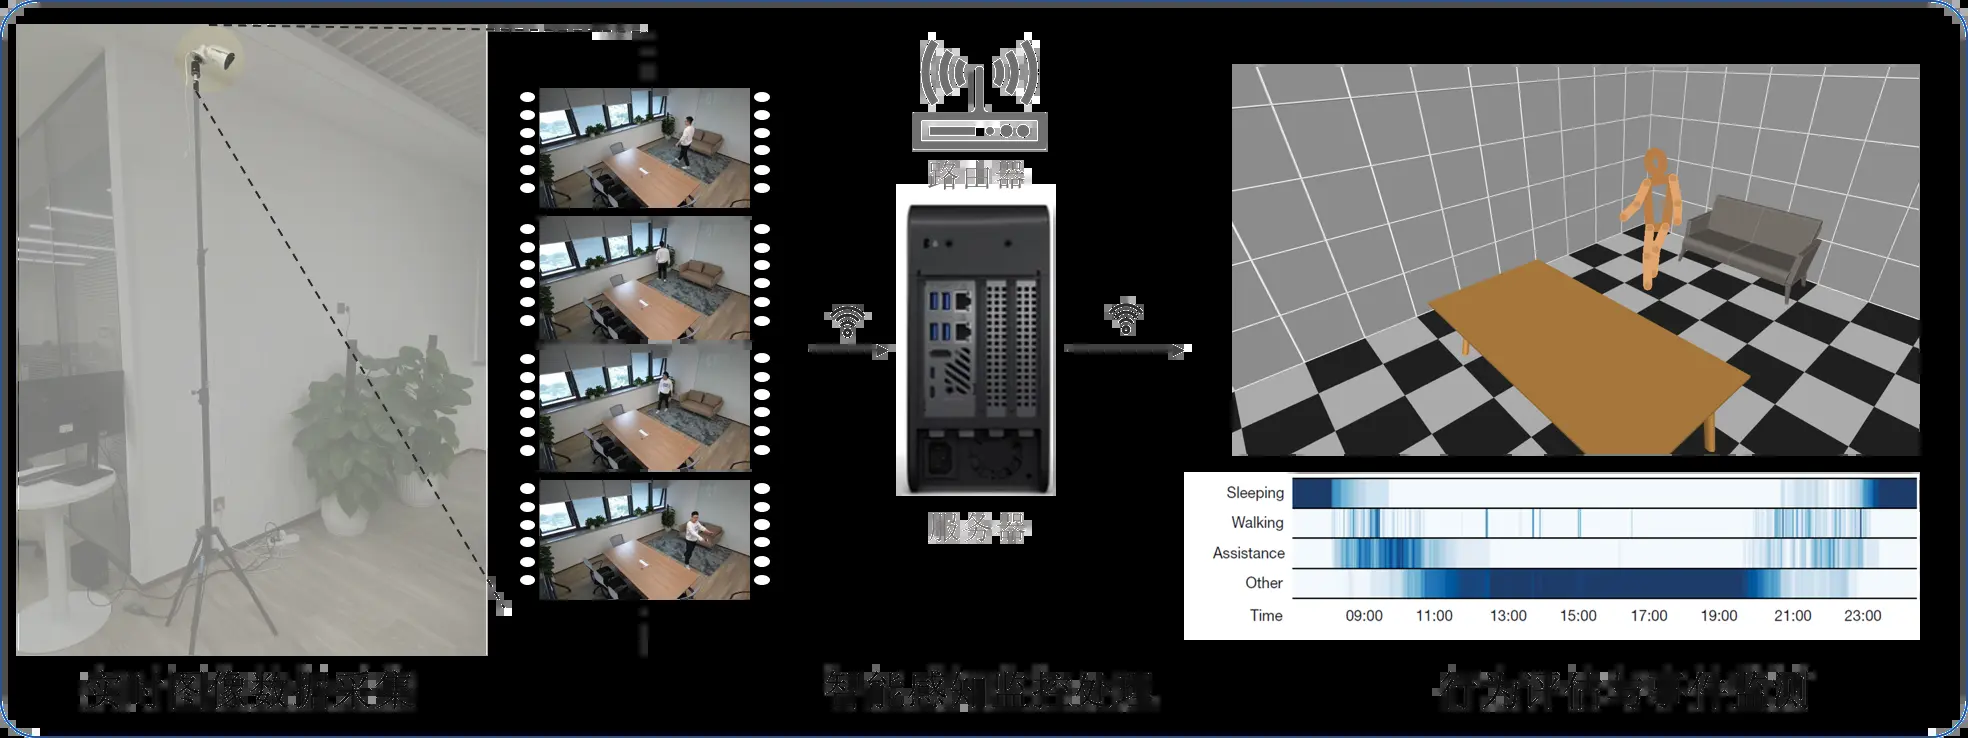 路由器
服务器
Sleeping
Walking
Assistance
Other
Time 09:00 11:00 13:00 15:00 17:00 19:00 21:00 23:00
实时图像数据采集
智能感知监控处理
行为评估与事件监测